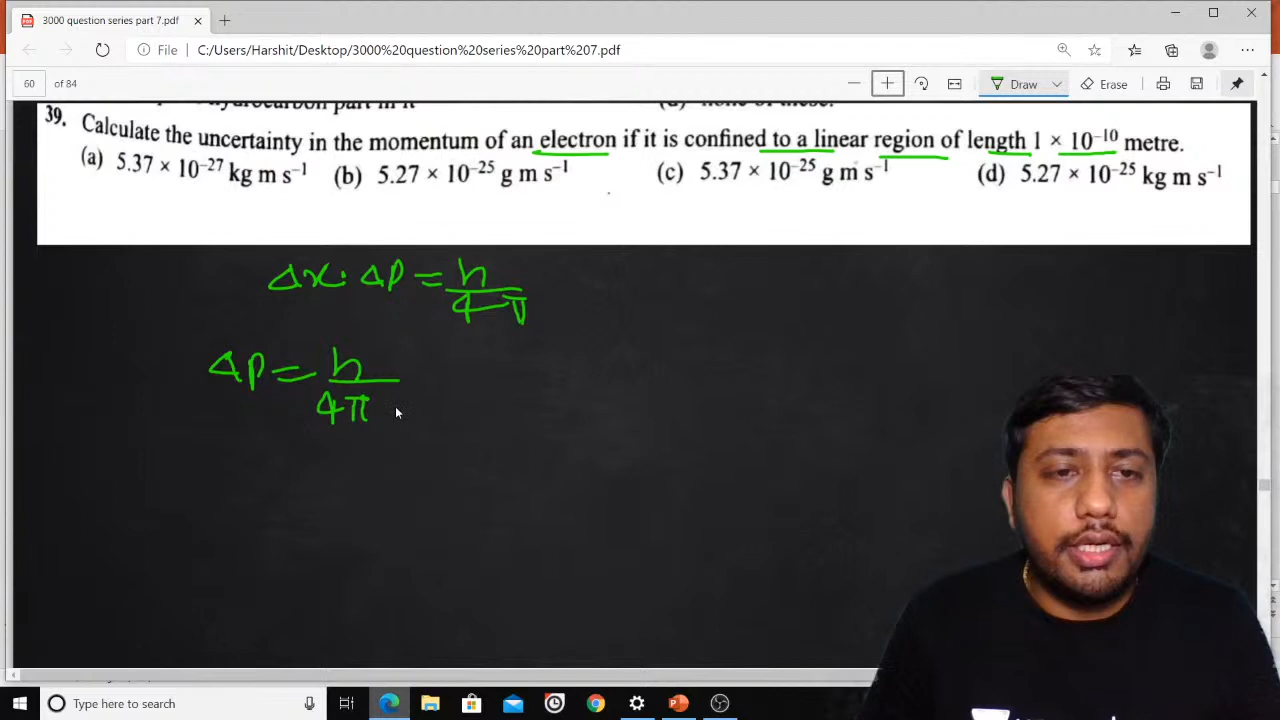 3000 question series part 7.pdf
File | C:/Users/Harshit/Desktop/3000%20question%20series%20part%207.pdf
60 of 84 Draw Erase
39. Calculate the uncertainty in the momentum of an electron if it is confined to a linear region of length 1 × 10⁻¹⁰ metre.
(a) 5.37 × 10⁻²⁷ kg m s⁻¹ (b) 5.27 × 10⁻²⁵ g m s⁻¹ (c) 5.37 × 10⁻²⁵ g m s⁻¹ (d) 5.27 × 10⁻²⁵ kg m s⁻¹
Δx · Δp = h/4π
Δp = h/4π
Type here to search